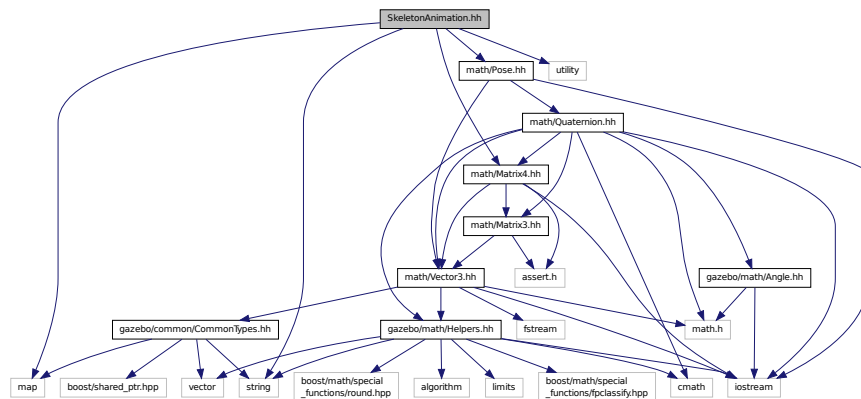 SkeletonAnimation.hh
math/Pose.hh
utility
math/Quaternion.hh
math/Matrix4.hh
math/Matrix3.hh
math/Vector3.hh
assert.h
gazebo/math/Angle.hh
gazebo/common/CommonTypes.hh
gazebo/math/Helpers.hh
fstream
math.h
map
boost/shared_ptr.hpp
vector
string
boost/math/special
_functions/round.hpp
algorithm
limits
boost/math/special
_functions/fpclassify.hpp
cmath
iostream